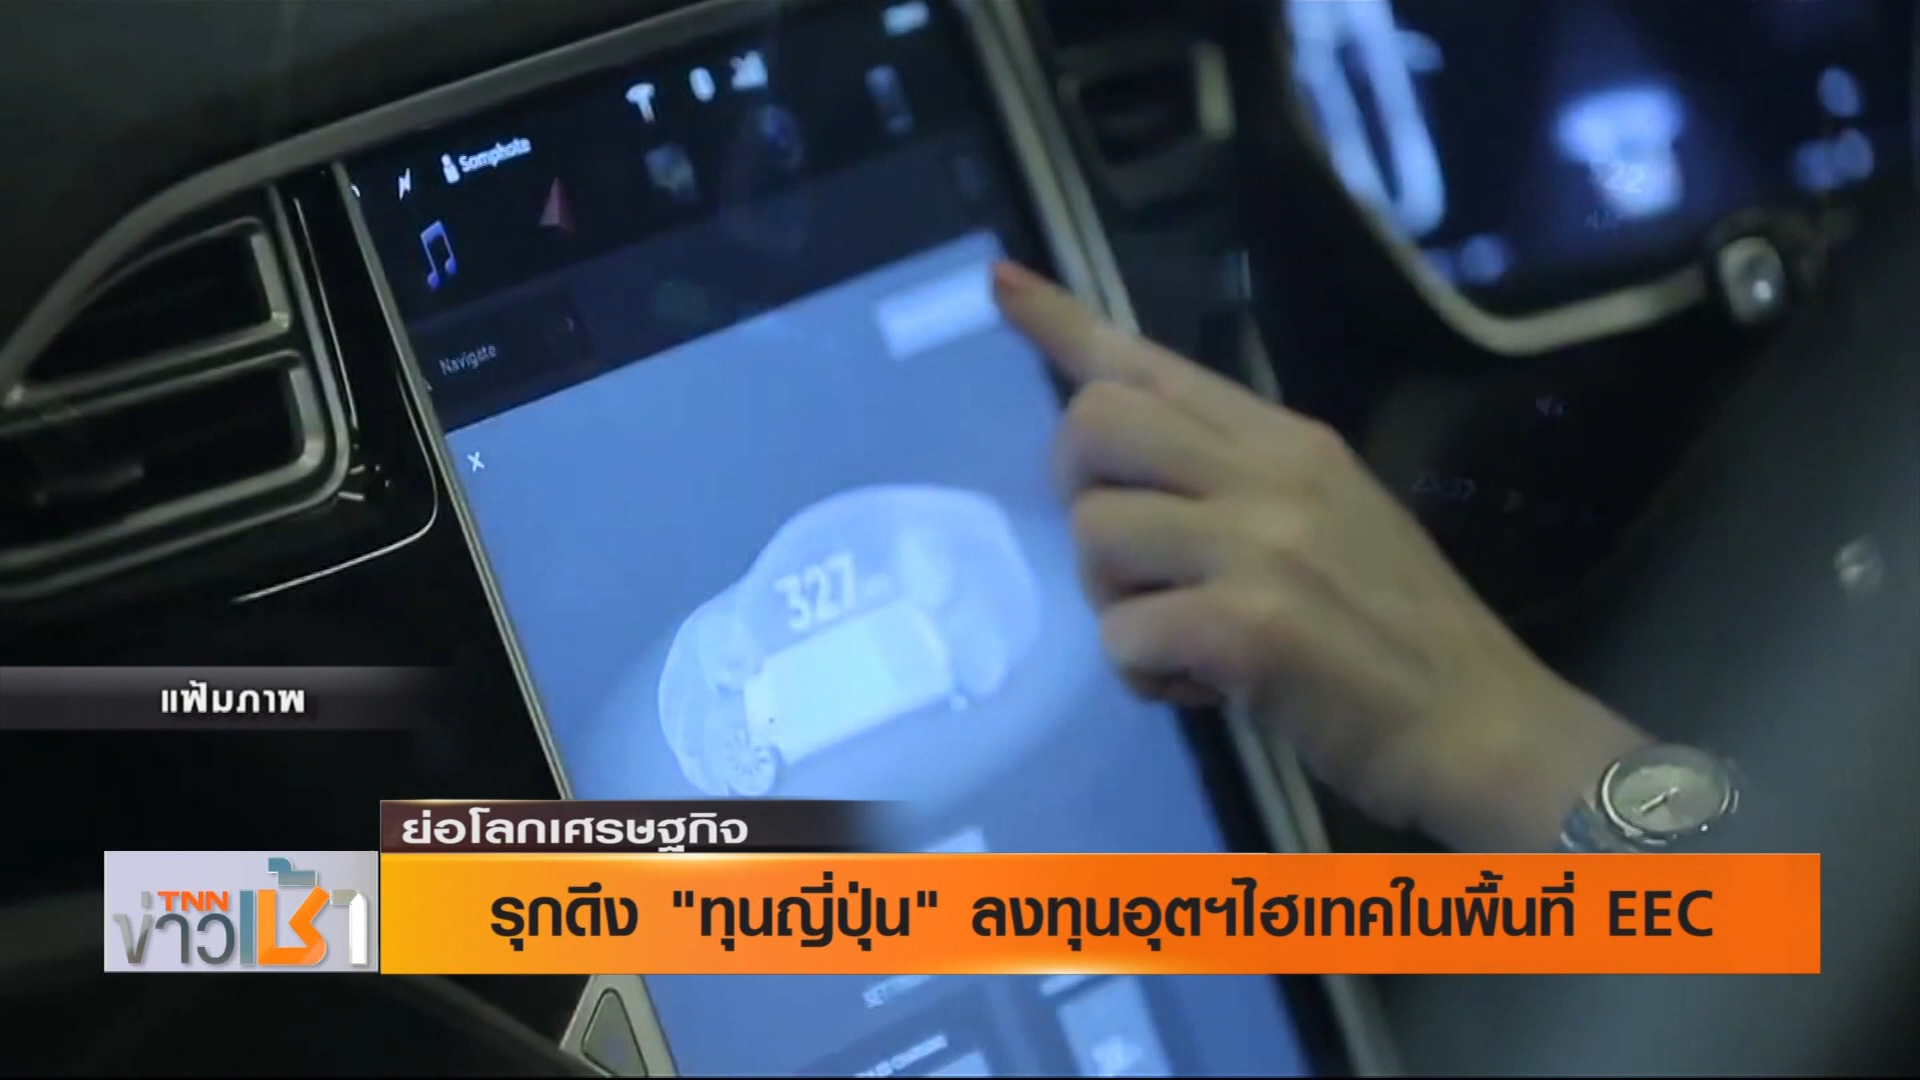 Somphote
Navigate
X
327
แฟ้มภาพ
ย่อโลกเศรษฐกิจ
TNN
ข่าวเช้า
รุกดึง "ทุนญี่ปุ่น" ลงทุนอุตฯไฮเทคในพื้นที่ EEC